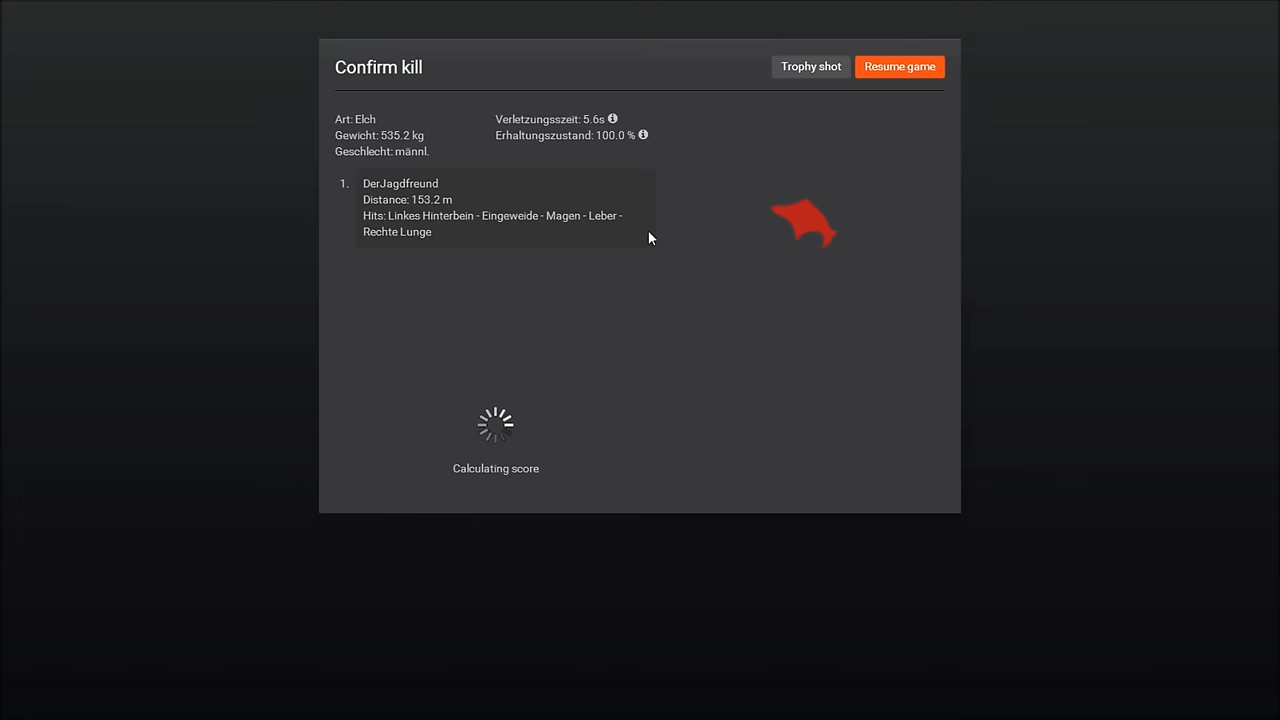 Confirm kill
Trophy shot
Resume game
Art: Elch
Gewicht: 535.2 kg
Geschlecht: männl.
Verletzungsszeit: 5.6s
Erhaltungszustand: 100.0 %
1.
DerJagdfreund
Distance: 153.2 m
Hits: Linkes Hinterbein - Eingeweide - Magen - Leber -
Rechte Lunge
Calculating score